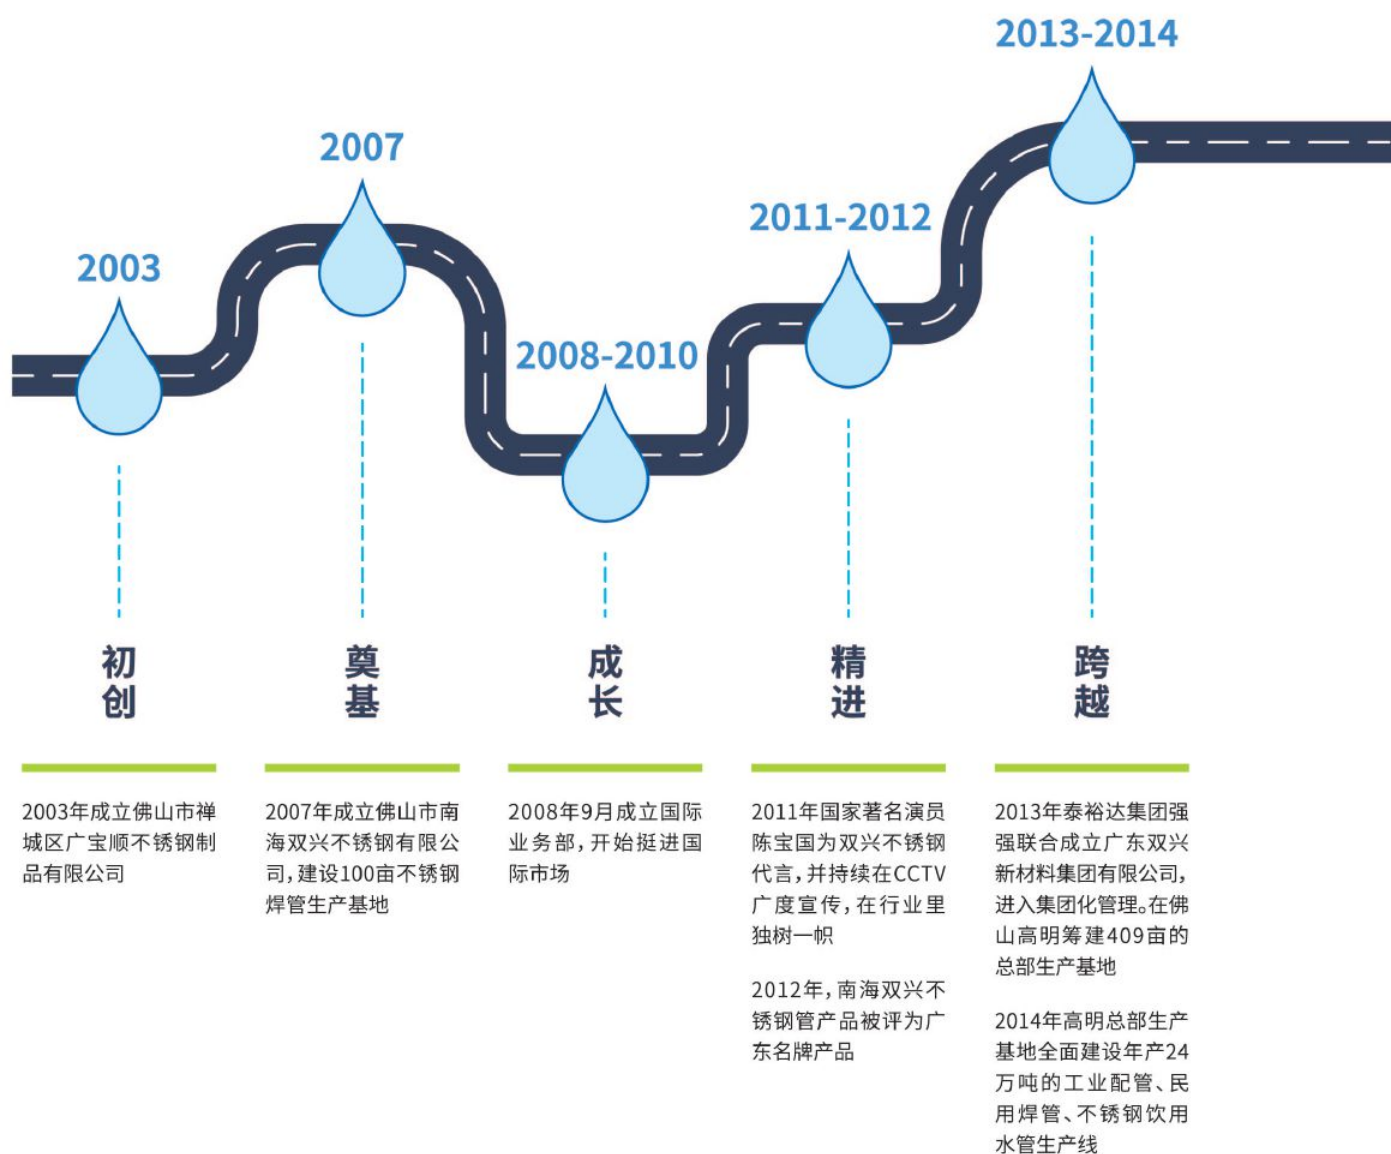 2003
2007
2008-2010
2011-2012
2013-2014
初
创
奠
基
成
长
精
进
跨
越
2003年成立佛山市禅
城区广宝顺不锈钢制
品有限公司
2007年成立佛山市南
海双兴不锈钢有限公
司,建设100亩不锈钢
焊管生产基地
2008年9月成立国际
业务部,开始挺进国
际市场
2011年国家著名演员
陈宝国为双兴不锈钢
代言,并持续在CCTV
广度宣传,在行业里
独树一帜
2012年,南海双兴不
锈钢管产品被评为广
东名牌产品
2013年泰裕达集团强
强联合成立广东双兴
新材料集团有限公司,
进入集团化管理。在佛
山高明筹建409亩的
总部生产基地
2014年高明总部生产
基地全面建设年产24
万吨的工业配管、民
用焊管、不锈钢饮用
水管生产线